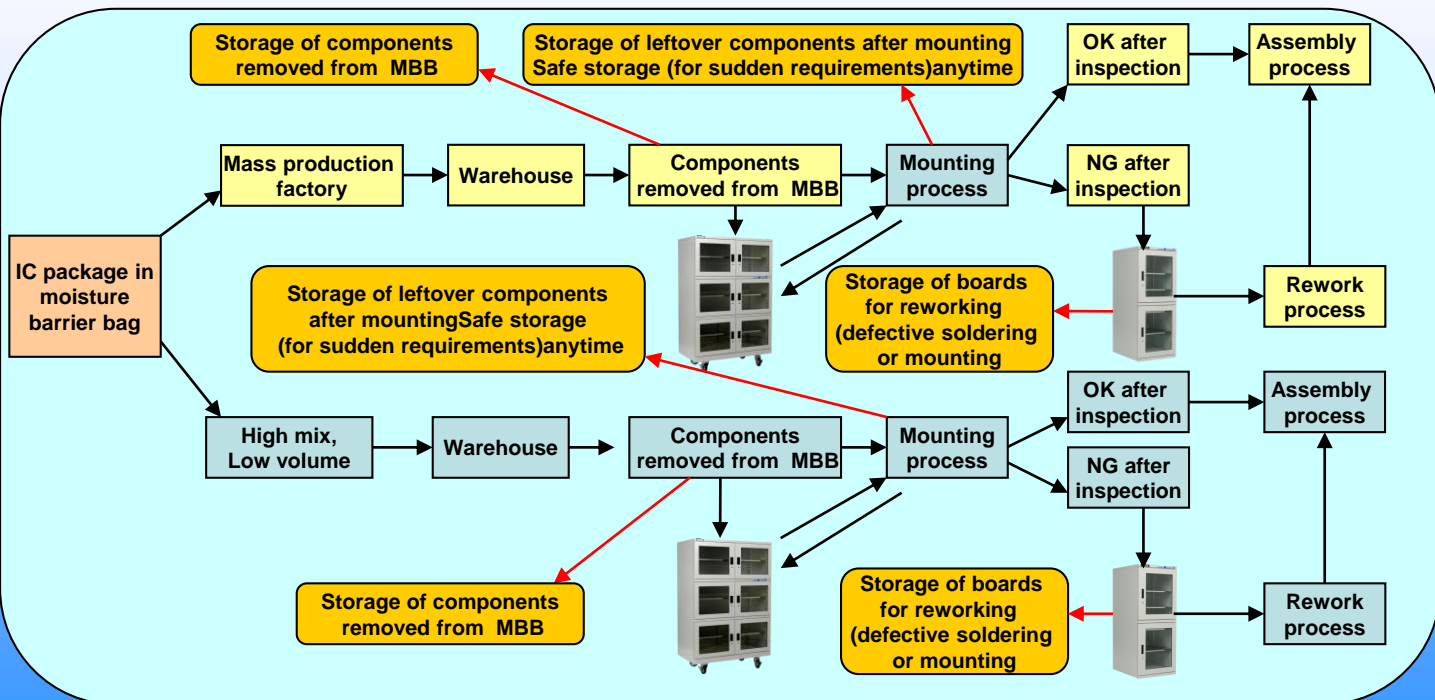 Storage of components
removed from MBB
Storage of leftover components after mounting
Safe storage (for sudden requirements)anytime
OK after
inspection
Assembly
process
Mass production
factory
Warehouse
Components
removed from MBB
Mounting
process
NG after
inspection
IC package in
moisture
barrier bag
Storage of leftover components
after mountingSafe storage
(for sudden requirements)anytime
Storage of boards
for reworking
(defective soldering
or mounting
Rework
process
High mix,
Low volume
Warehouse
Components
removed from MBB
Mounting
process
OK after
inspection
Assembly
process
NG after
inspection
Storage of components
removed from MBB
Storage of boards
for reworking
(defective soldering
or mounting
Rework
process